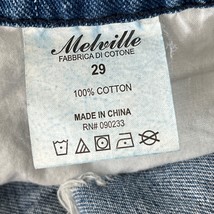 Melville
FABBRICA DI COTONE
29
100% COTTON
MADE IN CHINA
RN# 090233